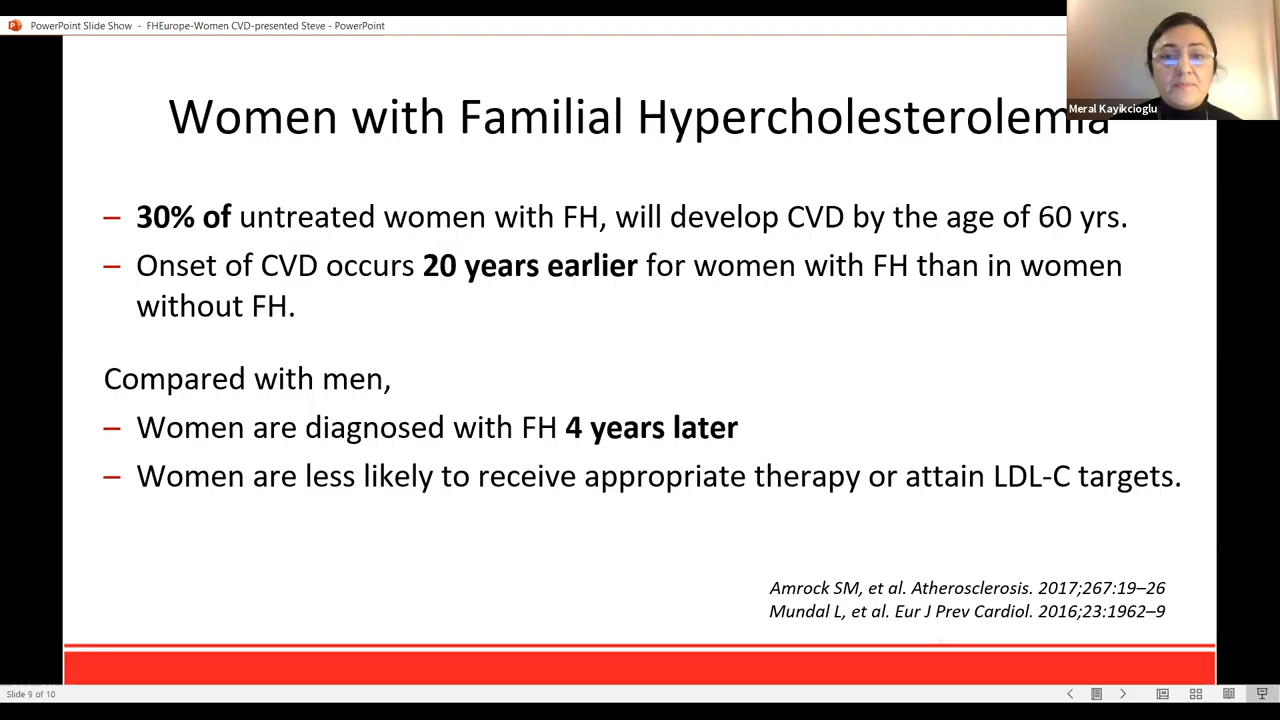 PowerPoint Slide Show - FHEurope-Women CVD-presented Steve - PowerPoint
Meral Kayikcioglu
Women with Familial Hypercholesterolemia
– 30% of untreated women with FH, will develop CVD by the age of 60 yrs.
– Onset of CVD occurs 20 years earlier for women with FH than in women
without FH.
Compared with men,
– Women are diagnosed with FH 4 years later
– Women are less likely to receive appropriate therapy or attain LDL-C targets.
Amrock SM, et al. Atherosclerosis. 2017;267:19–26
Mundal L, et al. Eur J Prev Cardiol. 2016;23:1962–9
Slide 9 of 10